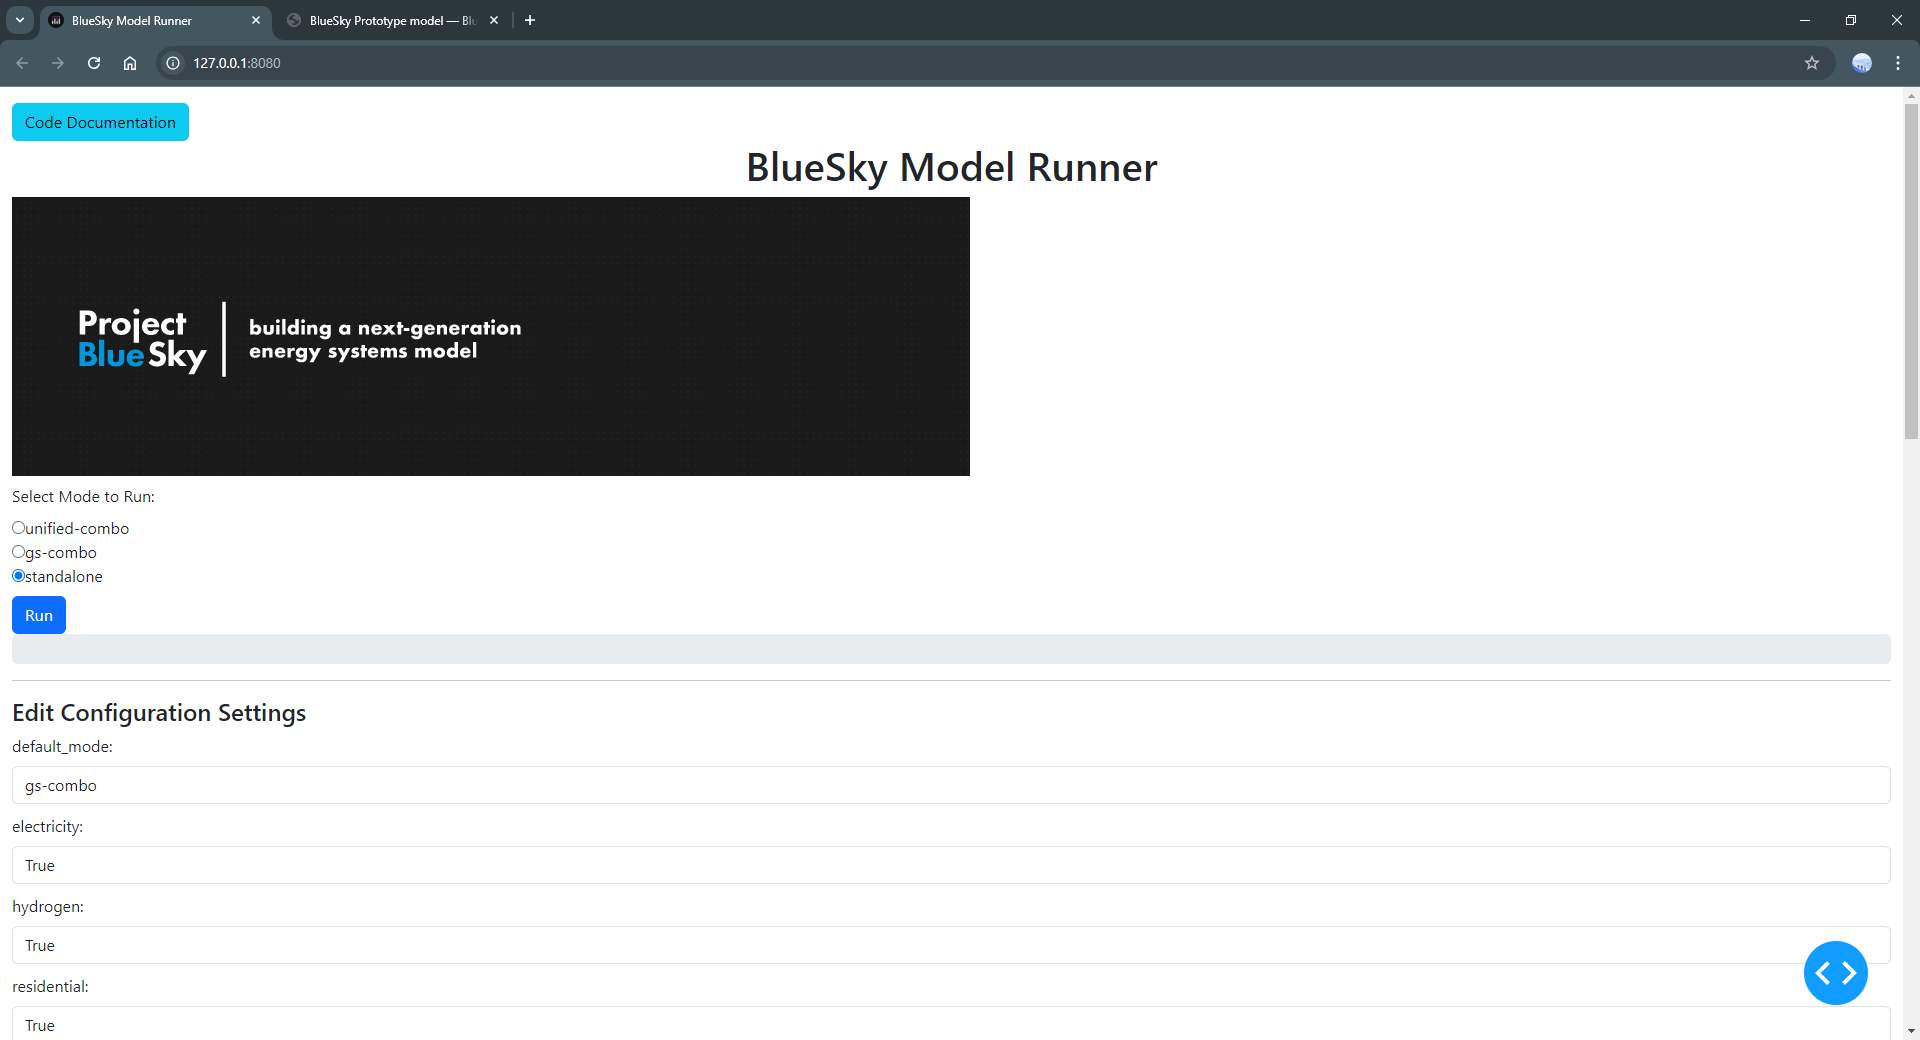 BlueSky Model Runner
BlueSky Prototype model — Blu
127.0.0.1:8080
Code Documentation
BlueSky Model Runner
Project
BlueSky
building a next-generation
energy systems model
Select Mode to Run:
unified-combo
gs-combo
standalone
Run
Edit Configuration Settings
default_mode:
gs-combo
electricity:
True
hydrogen:
True
residential:
True